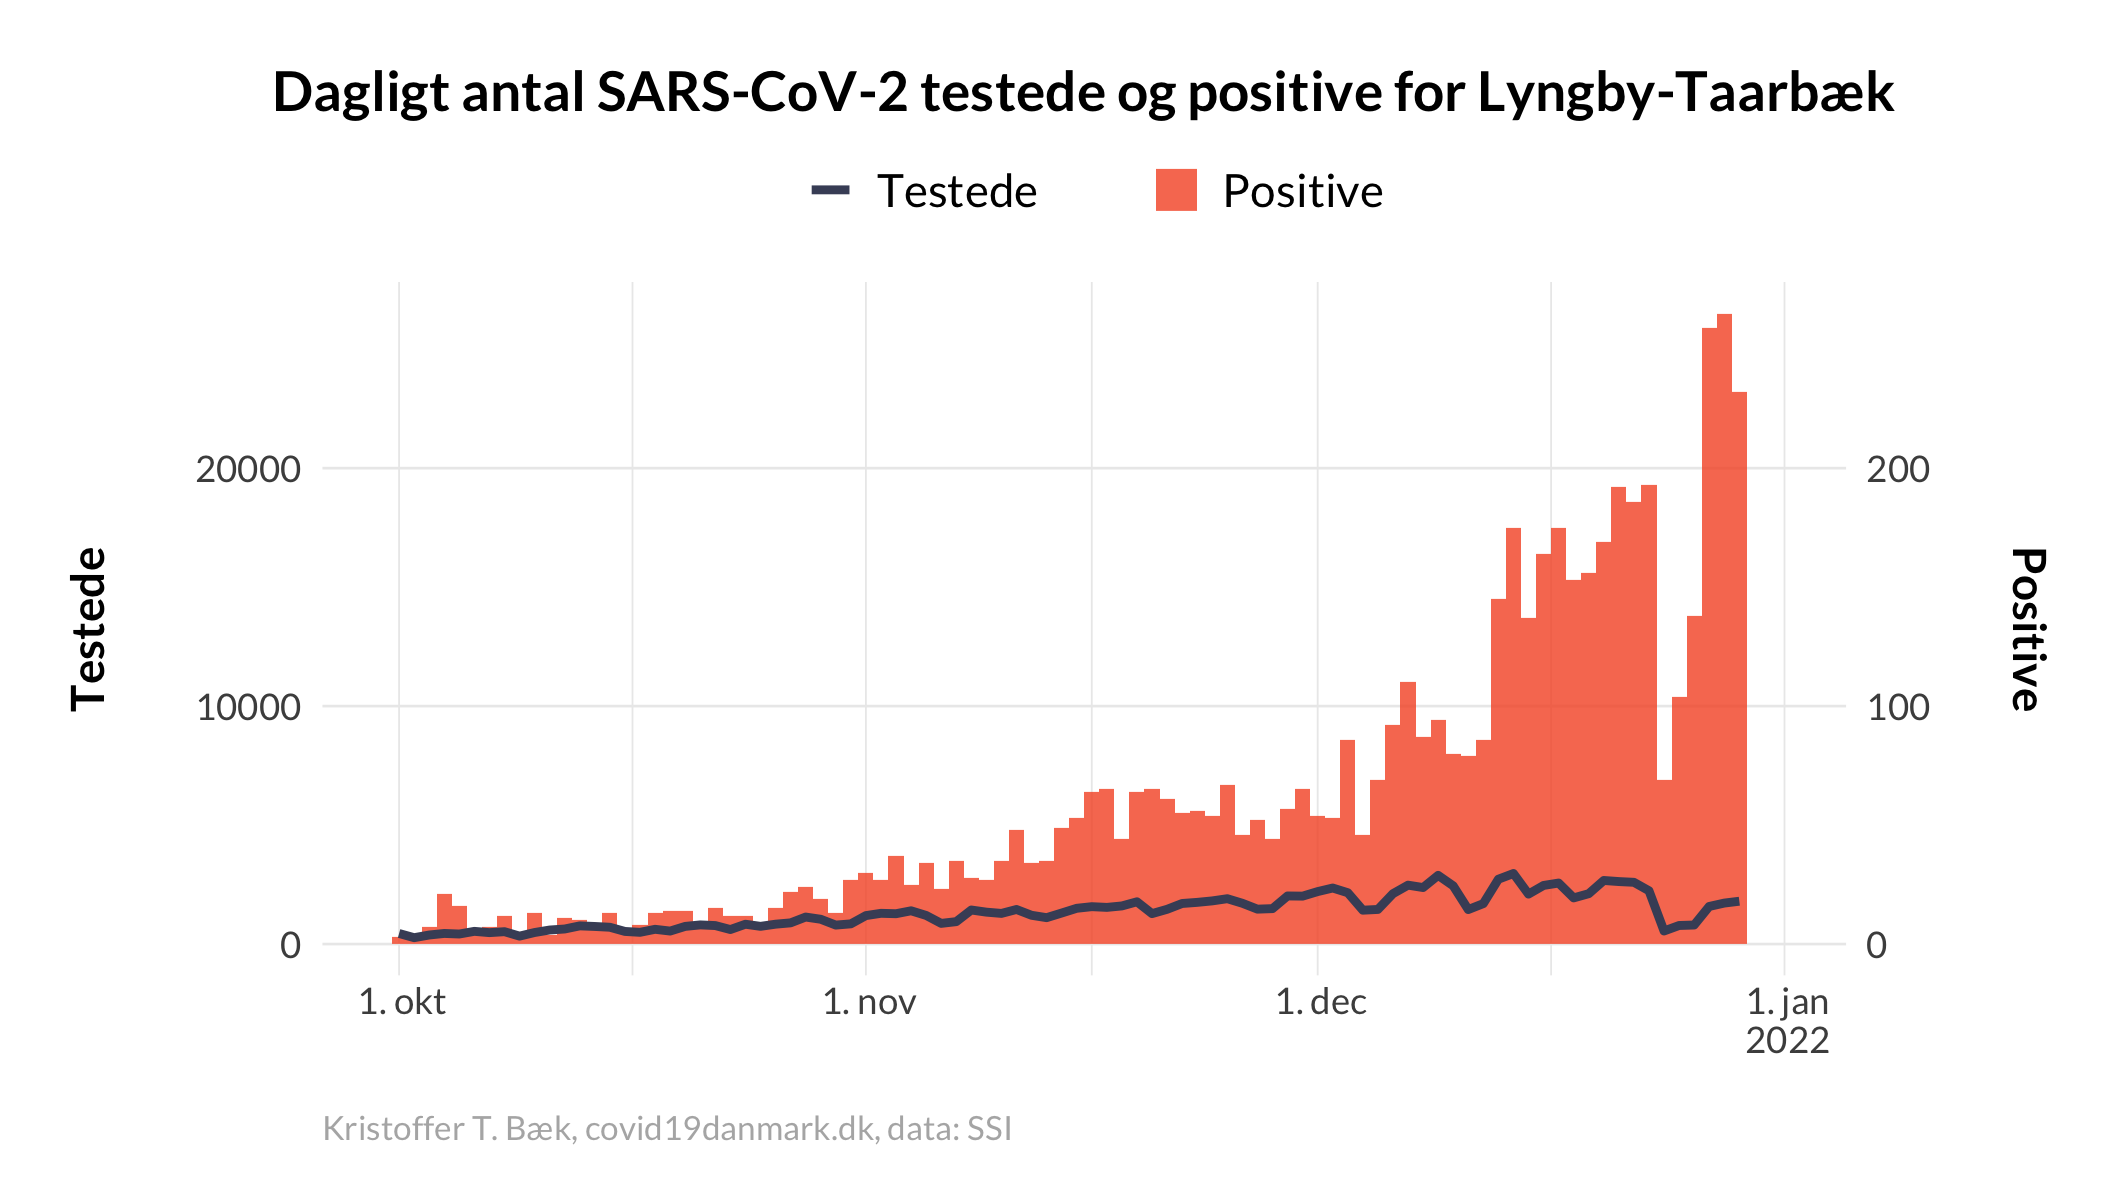 Dagligt antal SARS-CoV-2 testede og positive for Lyngby-Taarbæk
Testede
Positive
20000
10000
0
Testede
200
100
0
Positive
1. okt
1. nov
1. dec
1. jan
2022
Kristoffer T. Bæk, covid19danmark.dk, data: SSI